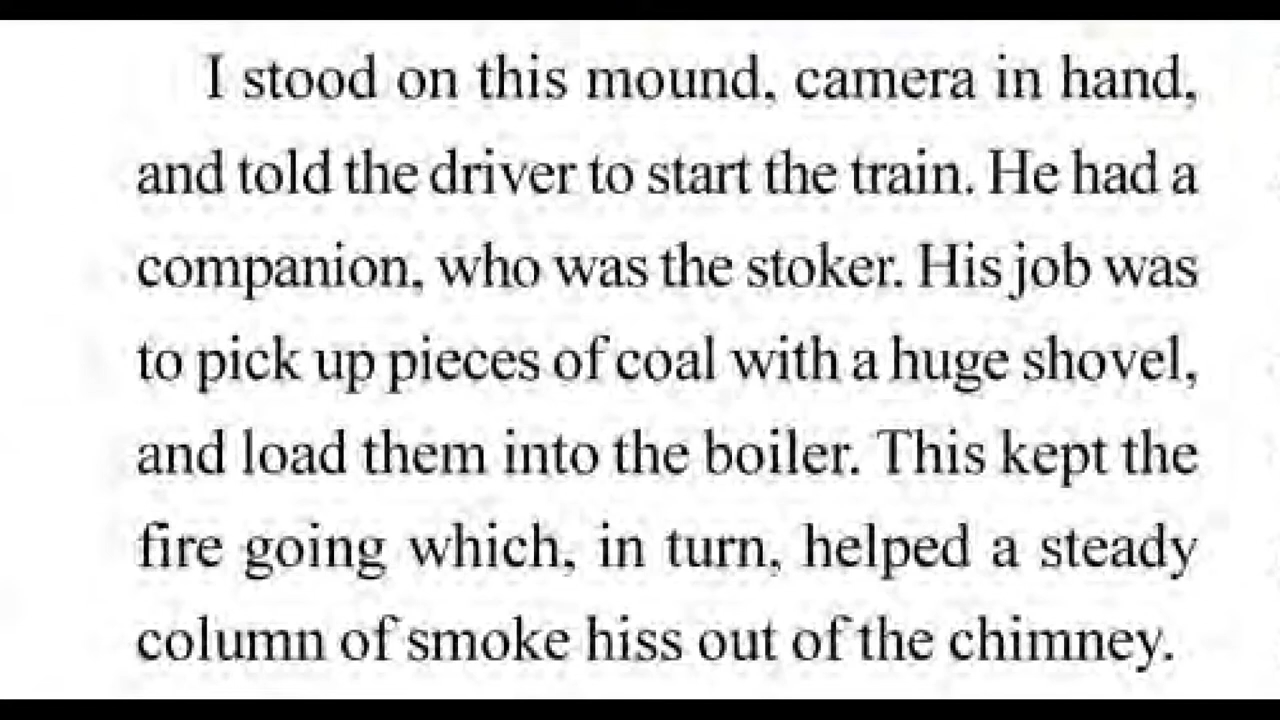 I stood on this mound, camera in hand,
and told the driver to start the train. He had a
companion, who was the stoker. His job was
to pick up pieces of coal with a huge shovel,
and load them into the boiler. This kept the
fire going which, in turn, helped a steady
column of smoke hiss out of the chimney.